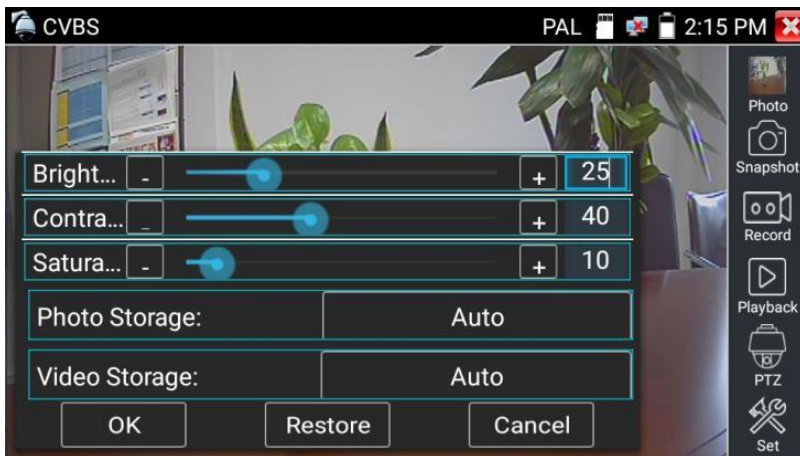 CVBS PAL 2:15 PM
Photo
Snapshot
Bright... - + 25
Contra... - + 40
Record
Satura... - + 10
Photo Storage: Auto
Playback
Video Storage: Auto
PTZ
OK Restore Cancel
Set